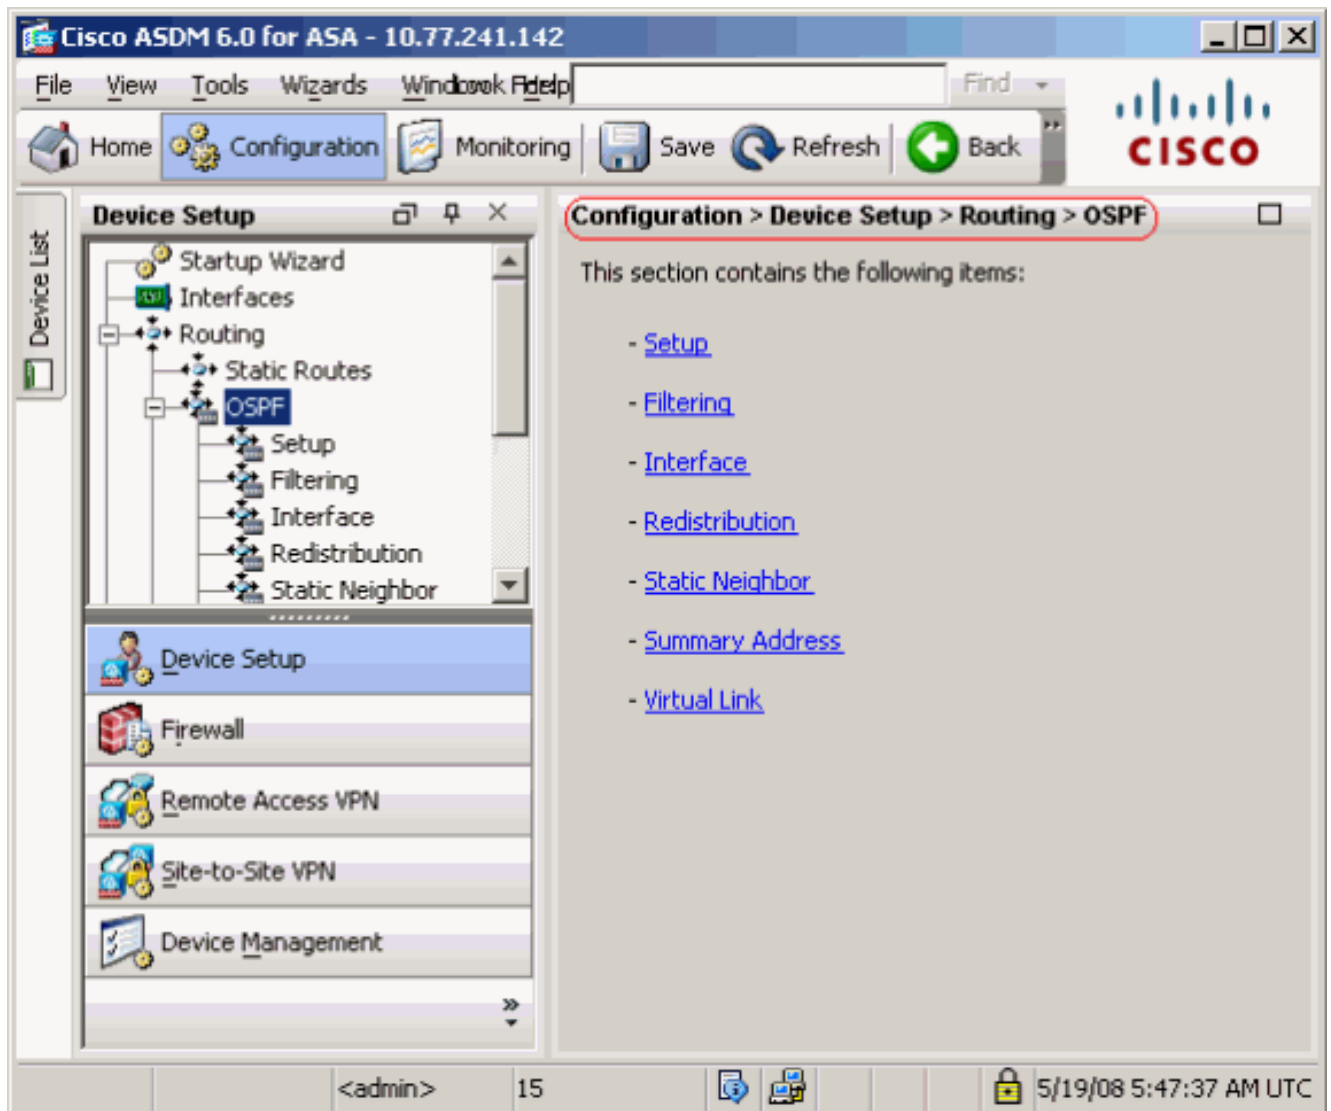 Cisco ASDM 6.0 for ASA - 10.77.241.142
File View Tools Wizards Window Help Find
Home Configuration Monitoring Save Refresh Back
CISCO
Device List
Device Setup
Startup Wizard
Interfaces
Routing
Static Routes
OSPF
Setup
Filtering
Interface
Redistribution
Static Neighbor
Device Setup
Firewall
Remote Access VPN
Site-to-Site VPN
Device Management
Configuration > Device Setup > Routing > OSPF
This section contains the following items:
- Setup
- Filtering
- Interface
- Redistribution
- Static Neighbor
- Summary Address
- Virtual Link
<admin> 15 5/19/08 5:47:37 AM UTC